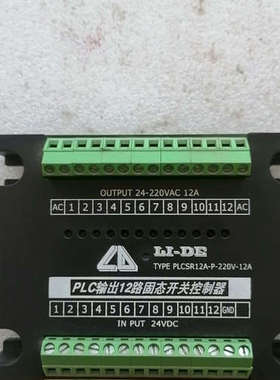 OUTPUT 24-220VAC 12A
AC 1 2 3 4 5 6 7 8 9 10 11 12 AC
LI-DE
TYPE PLCSR12A-P-220V-12A
PLC输出12路固态开关控制器
1 2 3 4 5 6 7 8 9 10 11 12 GND
IN PUT 24VDC